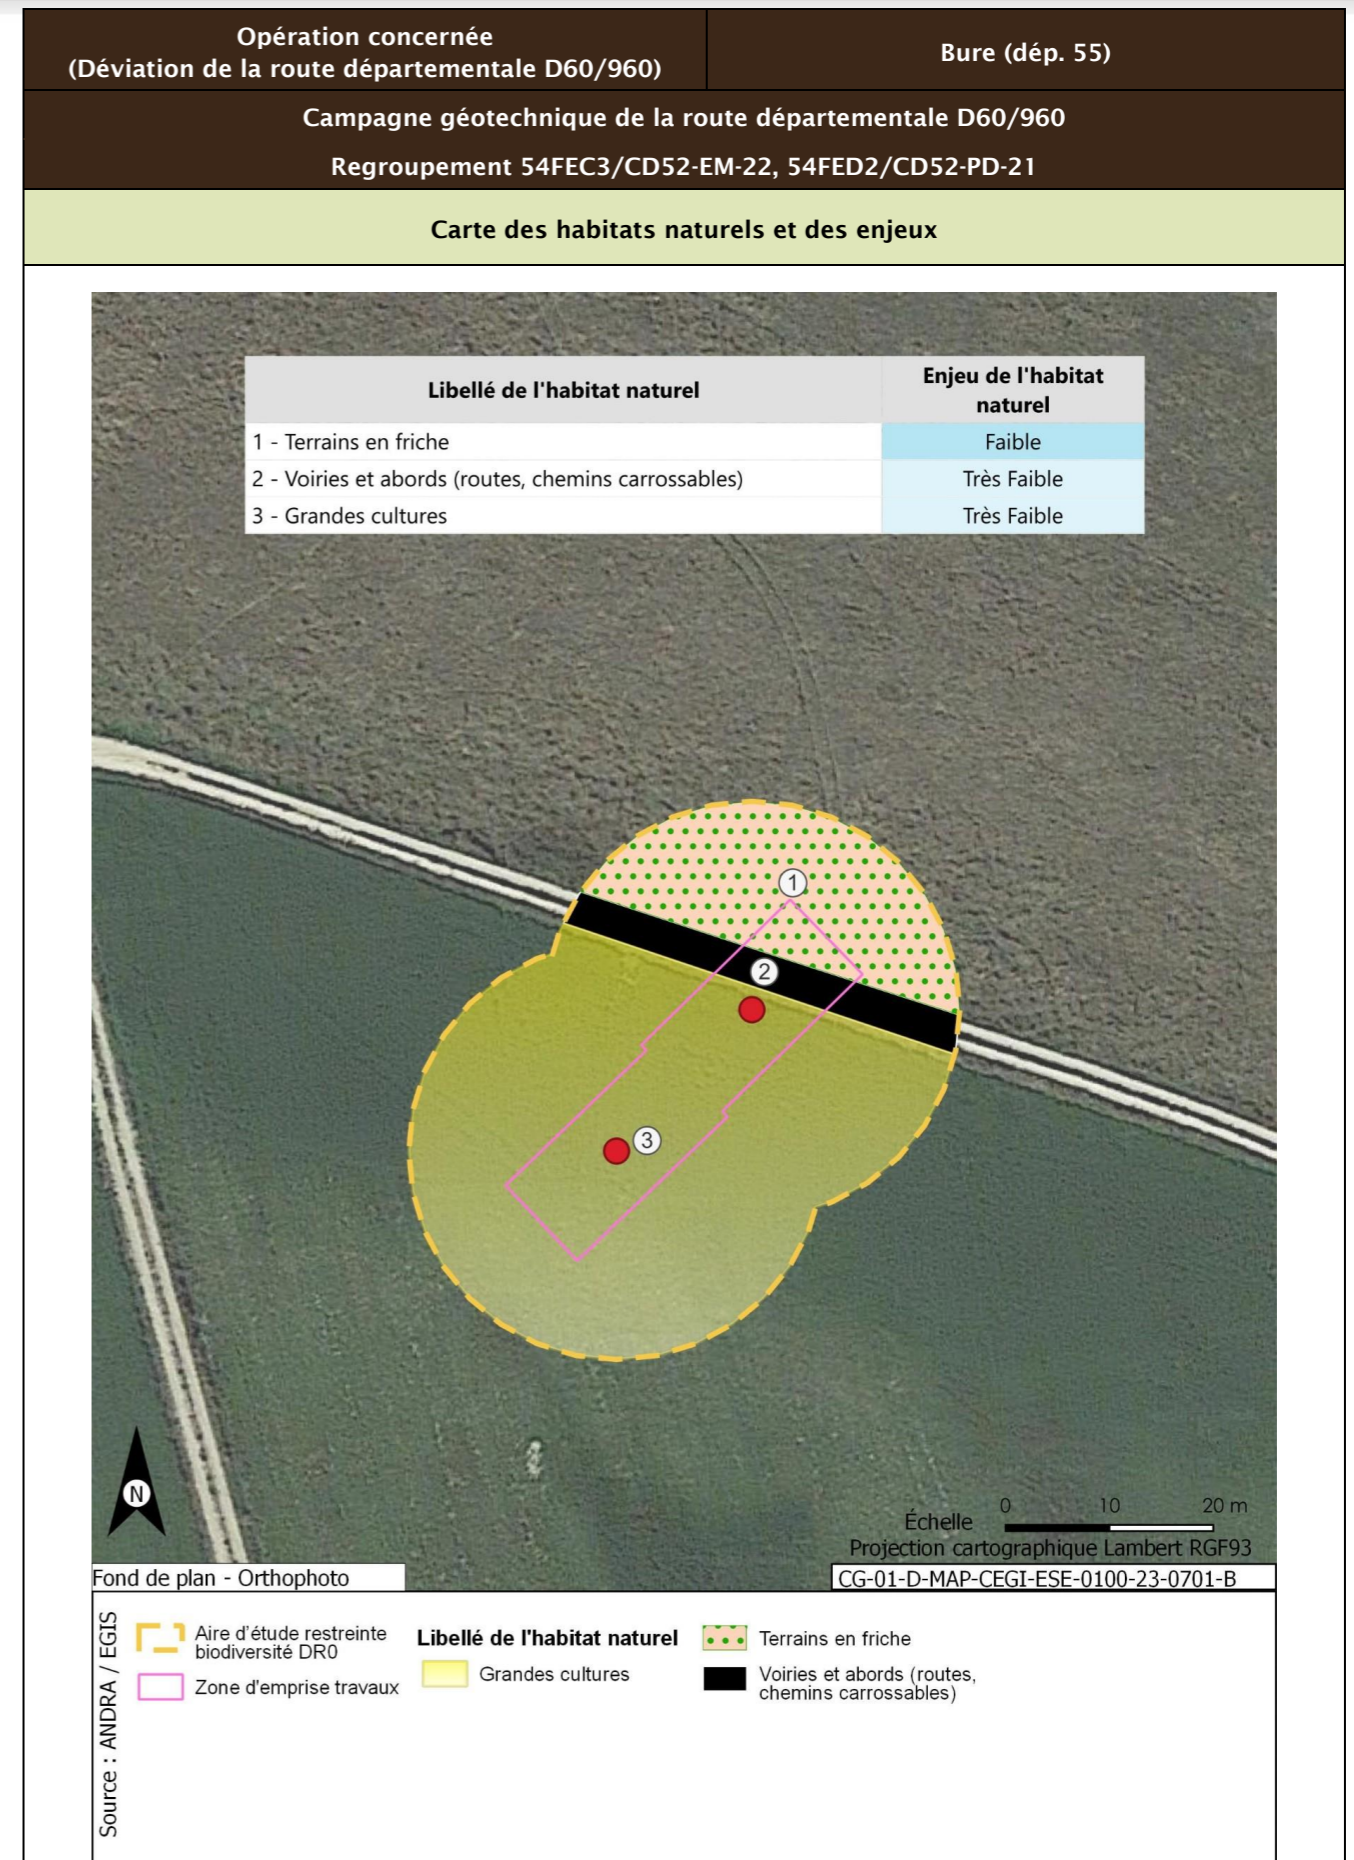 Opération concernée
(Déviation de la route départementale D60/960)
Bure (dép. 55)
Campagne géotechnique de la route départementale D60/960
Regroupement 54FEC3/CD52-EM-22, 54FED2/CD52-PD-21
Carte des habitats naturels et des enjeux
Libellé de l'habitat naturel
Enjeu de l'habitat
naturel
1 - Terrains en friche
Faible
2 - Voiries et abords (routes, chemins carrossables)
Très Faible
3 - Grandes cultures
Très Faible
1
2
3
N
Échelle
0 10 20 m
Projection cartographique Lambert RGF93
Fond de plan - Orthophoto
CG-01-D-MAP-CEGI-ESE-0100-23-0701-B
Source : ANDRA / EGIS
Aire d'étude restreinte
biodiversité DR0
Zone d'emprise travaux
Libellé de l'habitat naturel
Grandes cultures
Terrains en friche
Voiries et abords (routes,
chemins carrossables)